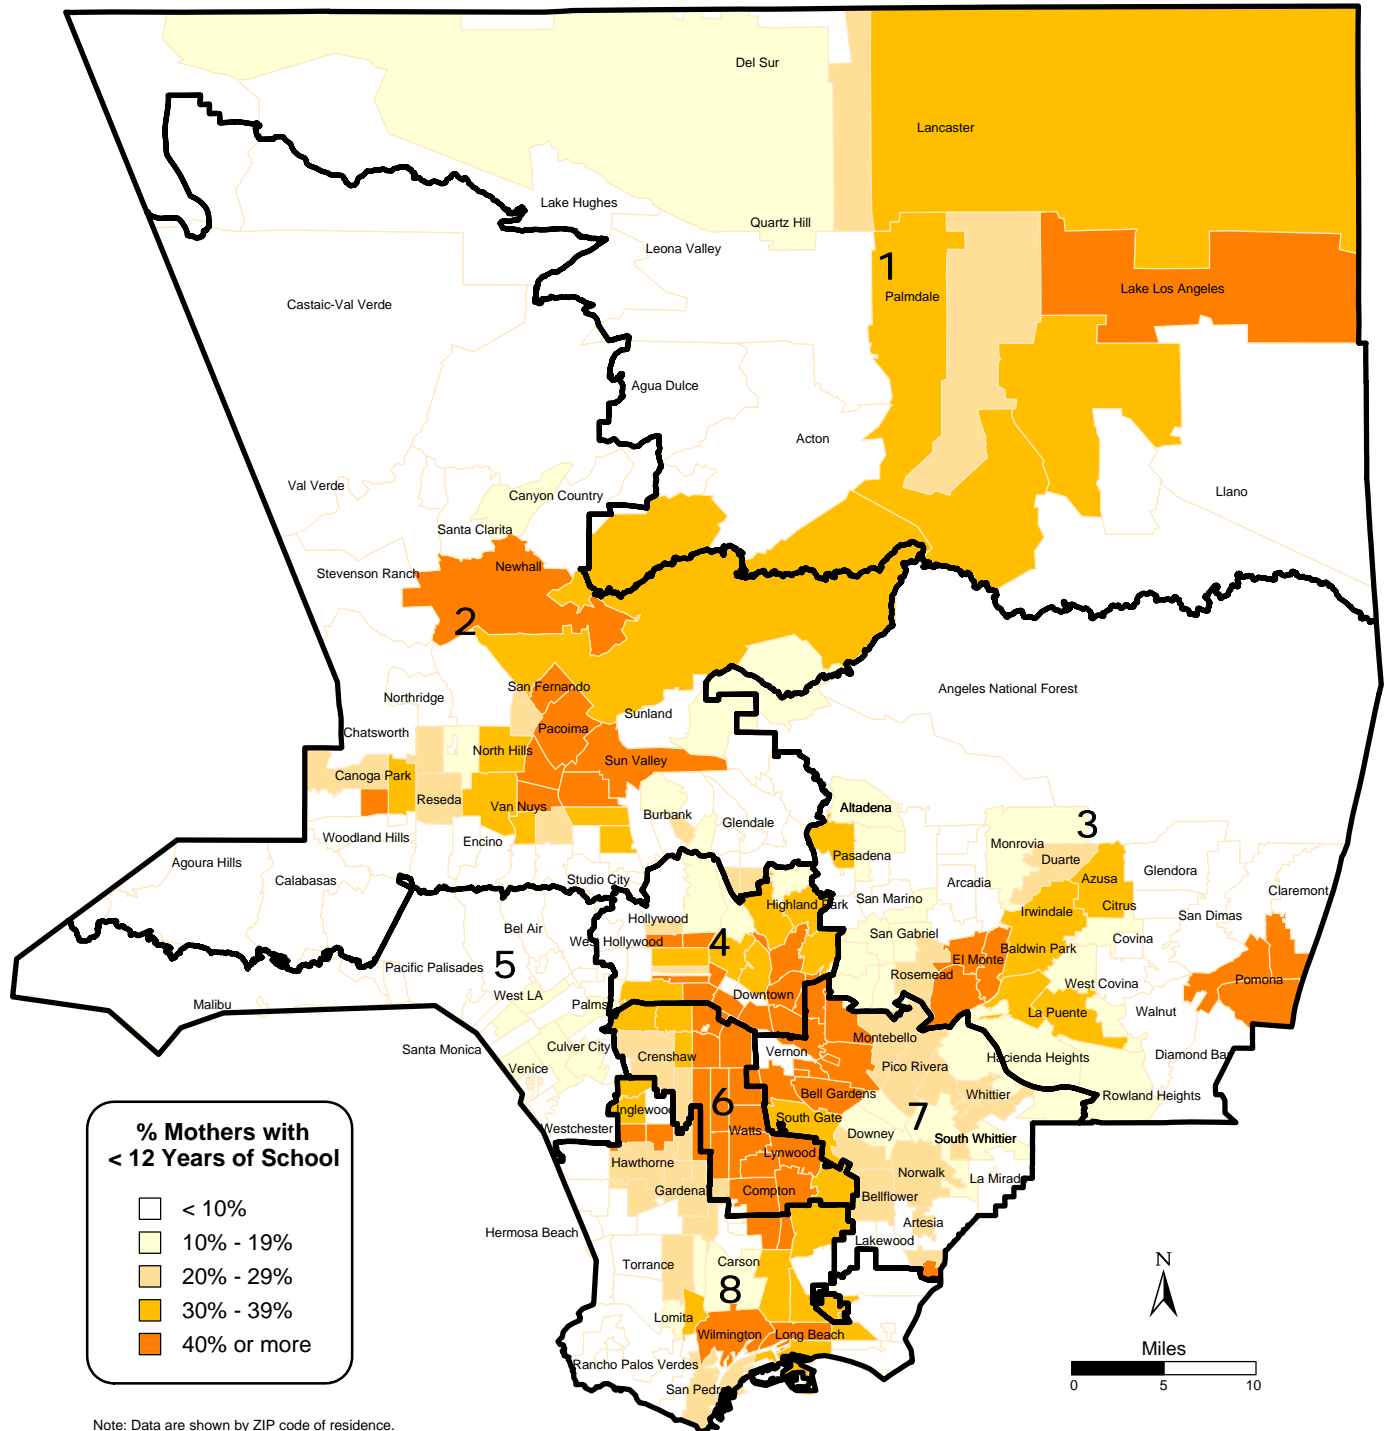 Del Sur
Lancaster
Lake Hughes
Quartz Hill
Leona Valley
1
Palmdale
Lake Los Angeles
Castaic-Val Verde
Agua Dulce
Acton
Val Verde
Canyon Country
Llano
Santa Clarita
Stevenson Ranch
Newhall
2
San Fernando
Angeles National Forest
Northridge
Sunland
Chatsworth
Pacoima
North Hills
Sun Valley
Canoga Park
Reseda
Van Nuys
Burbank
Glendale
Altadena
3
Woodland Hills
Encino
Monrovia
Pasadena
Duarte
Agoura Hills
Calabasas
Studio City
Arcadia
Azusa
Glendora
Claremont
San Marino
Highland Park
Irwindale
Citrus
San Dimas
Hollywood
Bel Air
West Hollywood
4
San Gabriel
Covina
Baldwin Park
5
Pacific Palisades
El Monte
Rosemead
West Covina
Pomona
West LA
Downtown
Malibu
Palms
La Puente
Walnut
Santa Monica
Culver City
Montebello
Vernon
Crenshaw
Hacienda Heights
Diamond Bar
Venice
Pico Rivera
Bell Gardens
Whittier
Rowland Heights
Inglewood
6
South Gate
7
Westchester
Watts
Downey
South Whittier
Lynwood
Hawthorne
Norwalk
La Mirada
Gardena
Compton
Bellflower
Hermosa Beach
Artesia
Lakewood
Torrance
Carson
8
Lomita
Wilmington
Long Beach
Rancho Palos Verdes
San Pedro
% Mothers with
< 12 Years of School
< 10%
10% - 19%
20% - 29%
30% - 39%
40% or more
N
Miles
0 5 10
Note: Data are shown by ZIP code of residence.